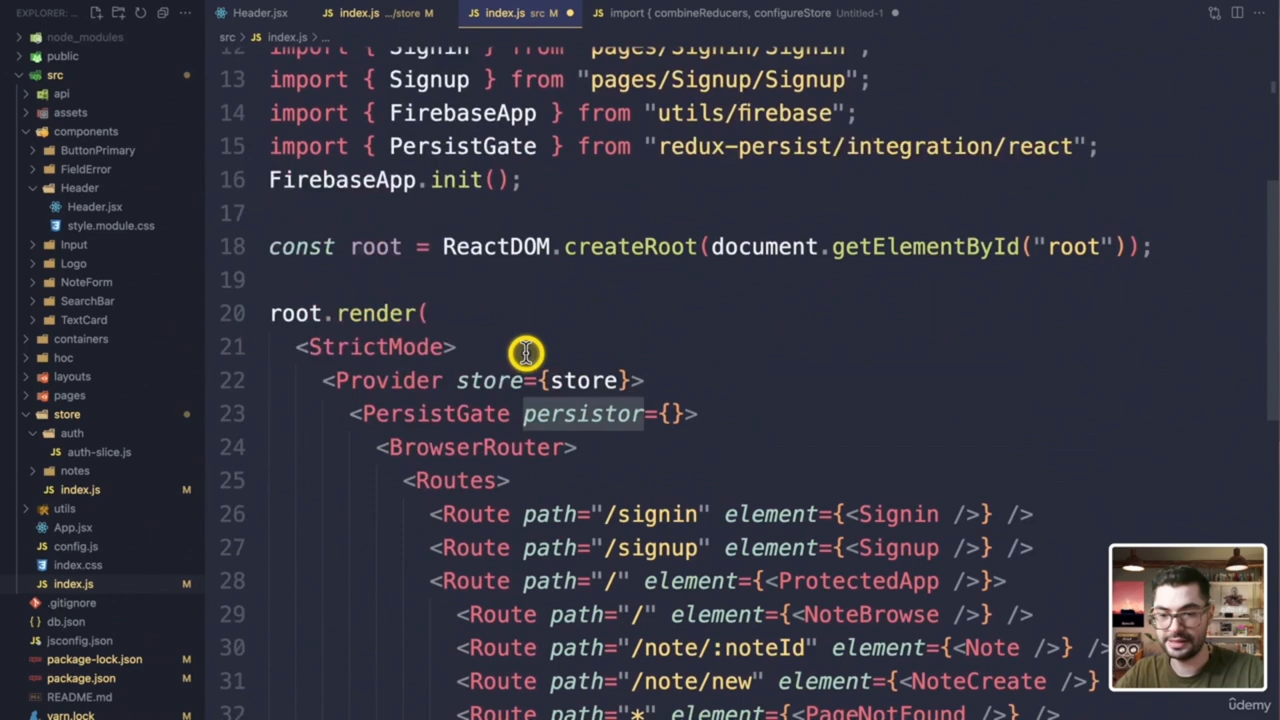 EXPLORER: ...
Header.jsx
index.js .../store M
index.js src M
import { combineReducers, configureStore Untitled-1
src > index.js > ...
node_modules
public
src
api
assets
components
ButtonPrimary
FieldError
Header
Header.jsx
style.module.css
Input
Logo
NoteForm
SearchBar
TextCard
containers
hoc
layouts
pages
store
auth
auth-slice.js
notes
index.js M
utils
App.jsx
config.js
index.css
index.js M
.gitignore
db.json
jsconfig.json
package-lock.json M
package.json M
README.md
yarn.lock M
12 import { Signin } from "pages/Signin/Signin";
13 import { Signup } from "pages/Signup/Signup";
14 import { FirebaseApp } from "utils/firebase";
15 import { PersistGate } from "redux-persist/integration/react";
16 FirebaseApp.init();
17
18 const root = ReactDOM.createRoot(document.getElementById("root"));
19
20 root.render(
21 <StrictMode>
22 <Provider store={store}>
23 <PersistGate persistor={}>
24 <BrowserRouter>
25 <Routes>
26 <Route path="/signin" element={<Signin />} />
27 <Route path="/signup" element={<Signup />} />
28 <Route path="/" element={<ProtectedApp />}>
29 <Route path="/" element={<NoteBrowse />} />
30 <Route path="/note/:noteId" element={<Note />} />
31 <Route path="/note/new" element={<NoteCreate />}
32 <Route path="*" element={<PageNotFound />} />
Udemy